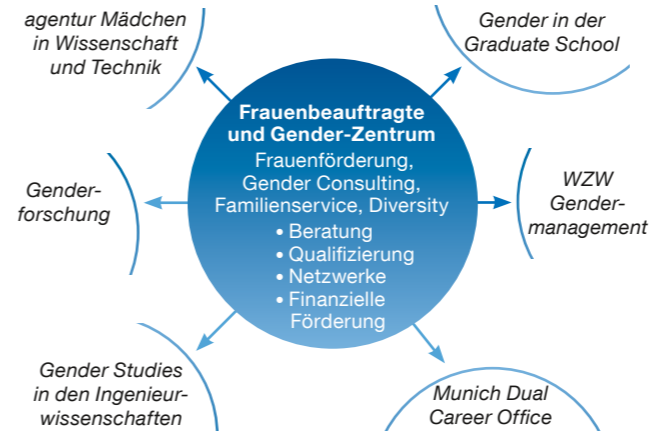 agentur Mädchen
in Wissenschaft
und Technik
Gender in der
Graduate School
Frauenbeauftragte
und Gender-Zentrum
Frauenförderung,
Gender Consulting,
Familienservice, Diversity
• Beratung
• Qualifizierung
• Netzwerke
• Finanzielle
Förderung
Gender-
forschung
WZW
Gender-
management
Gender Studies
in den Ingenieur-
wissenschaften
Munich Dual
Career Office